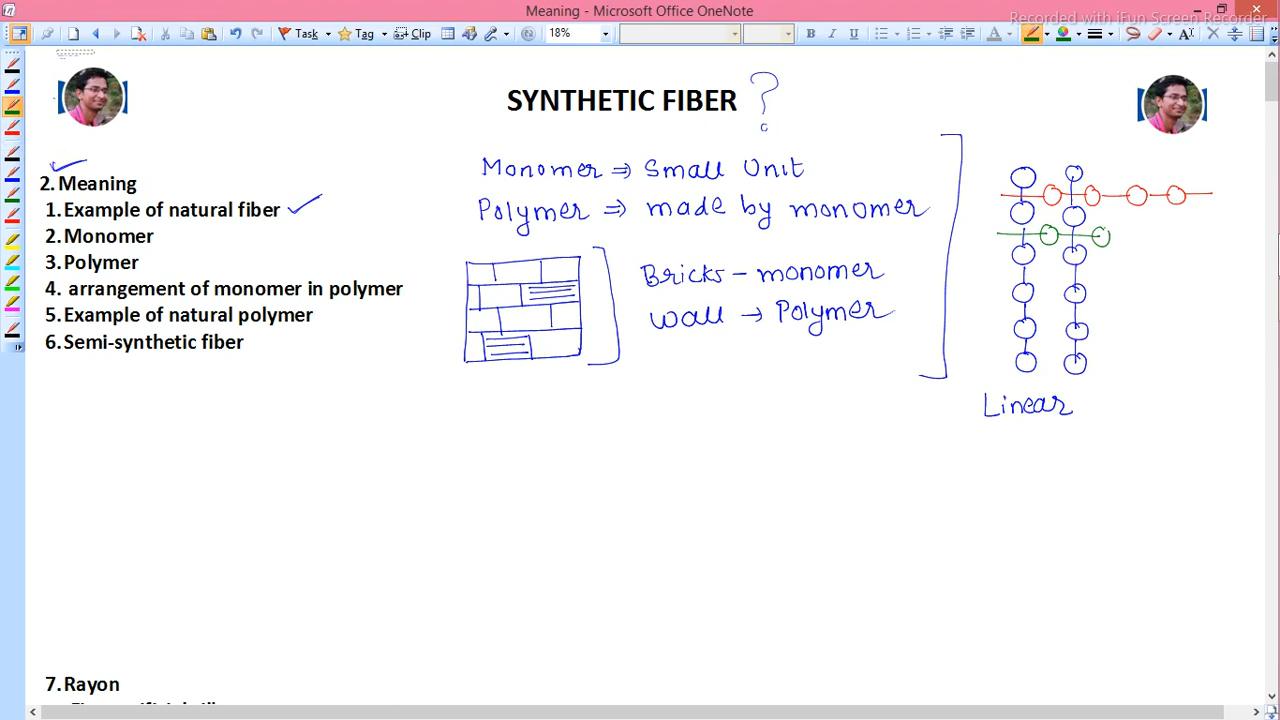 Meaning - Microsoft Office OneNote
Recorded with iFun Screen Recorder
Task Tag Clip 18% B I U
SYNTHETIC FIBER ?
2. Meaning
1. Example of natural fiber
2. Monomer
3. Polymer
4. arrangement of monomer in polymer
5. Example of natural polymer
6. Semi-synthetic fiber
Monomer ⇒ Small Unit
Polymer ⇒ made by monomer
Bricks – monomer
Wall → Polymer
Linear
7. Rayon